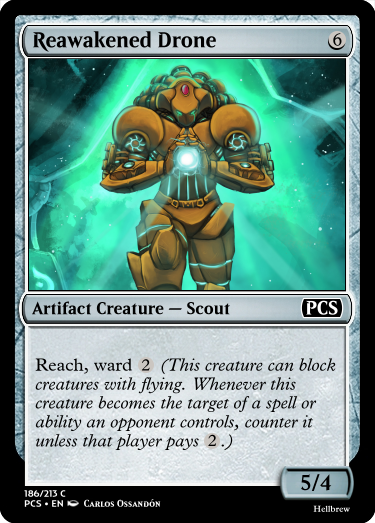 Reawakened Drone 6
Artifact Creature — Scout PCS
Reach, ward 2 (This creature can block
creatures with flying. Whenever this
creature becomes the target of a spell or
ability an opponent controls, counter it
unless that player pays 2.)
5/4
186/213 C
PCS • EN Carlos Ossandón
Hellbrew